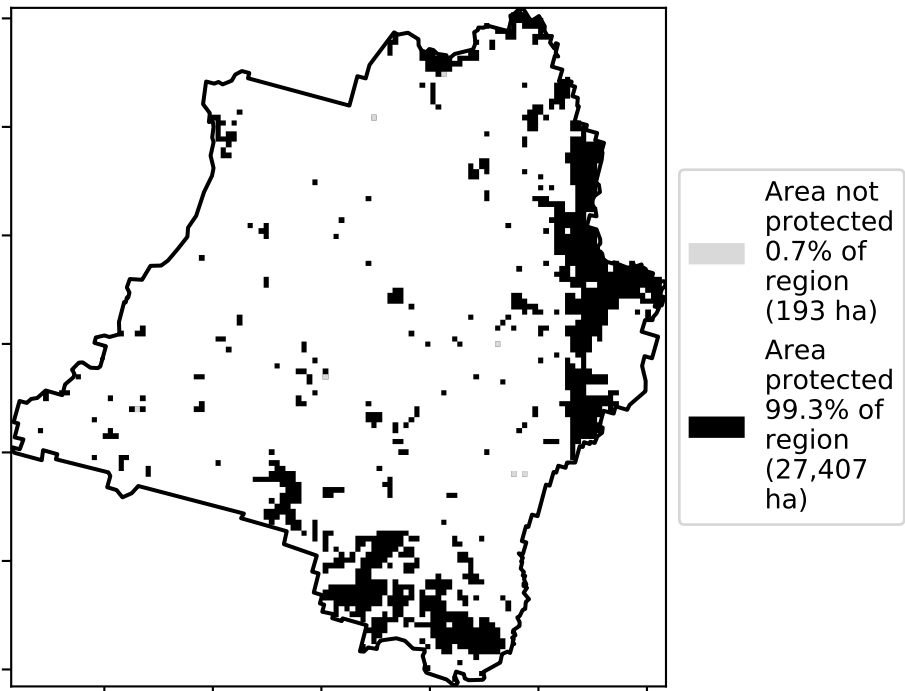 Area not
protected
0.7% of
region
(193 ha)
Area
protected
99.3% of
region
(27,407
ha)